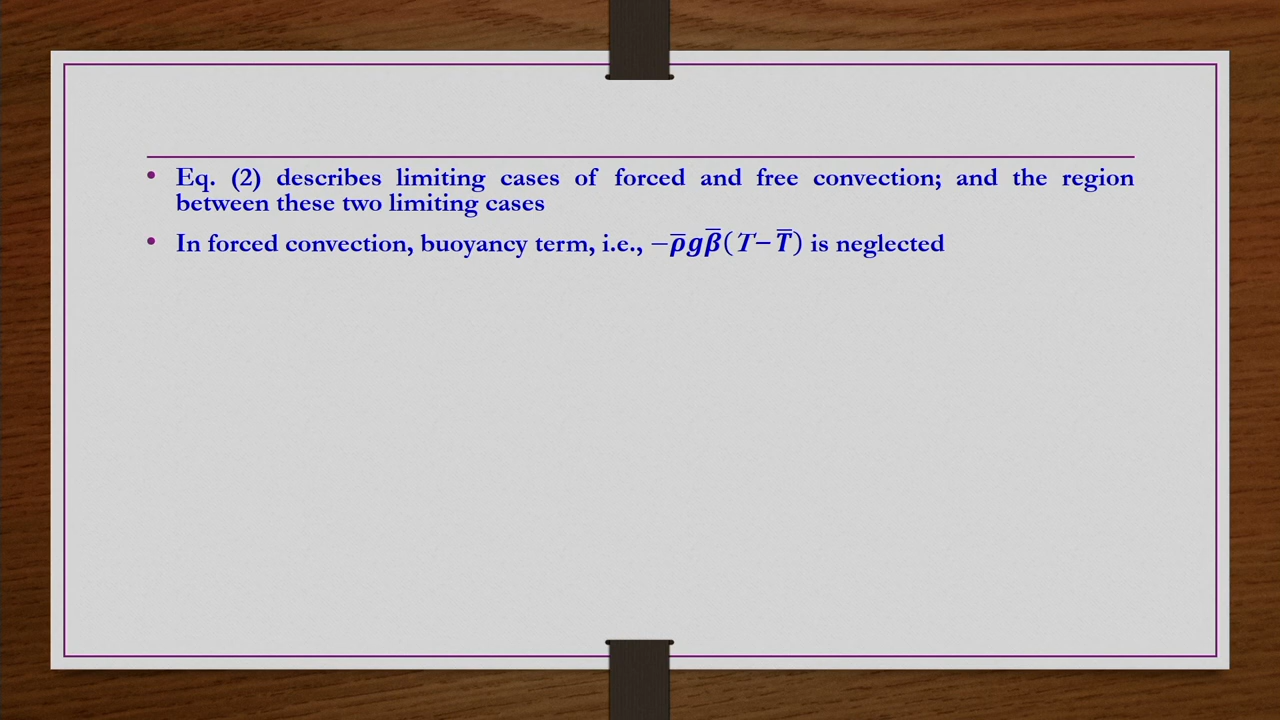 • Eq. (2) describes limiting cases of forced and free convection; and the region
between these two limiting cases
• In forced convection, buoyancy term, i.e., −ρ̅gβ̅(T−T̅) is neglected